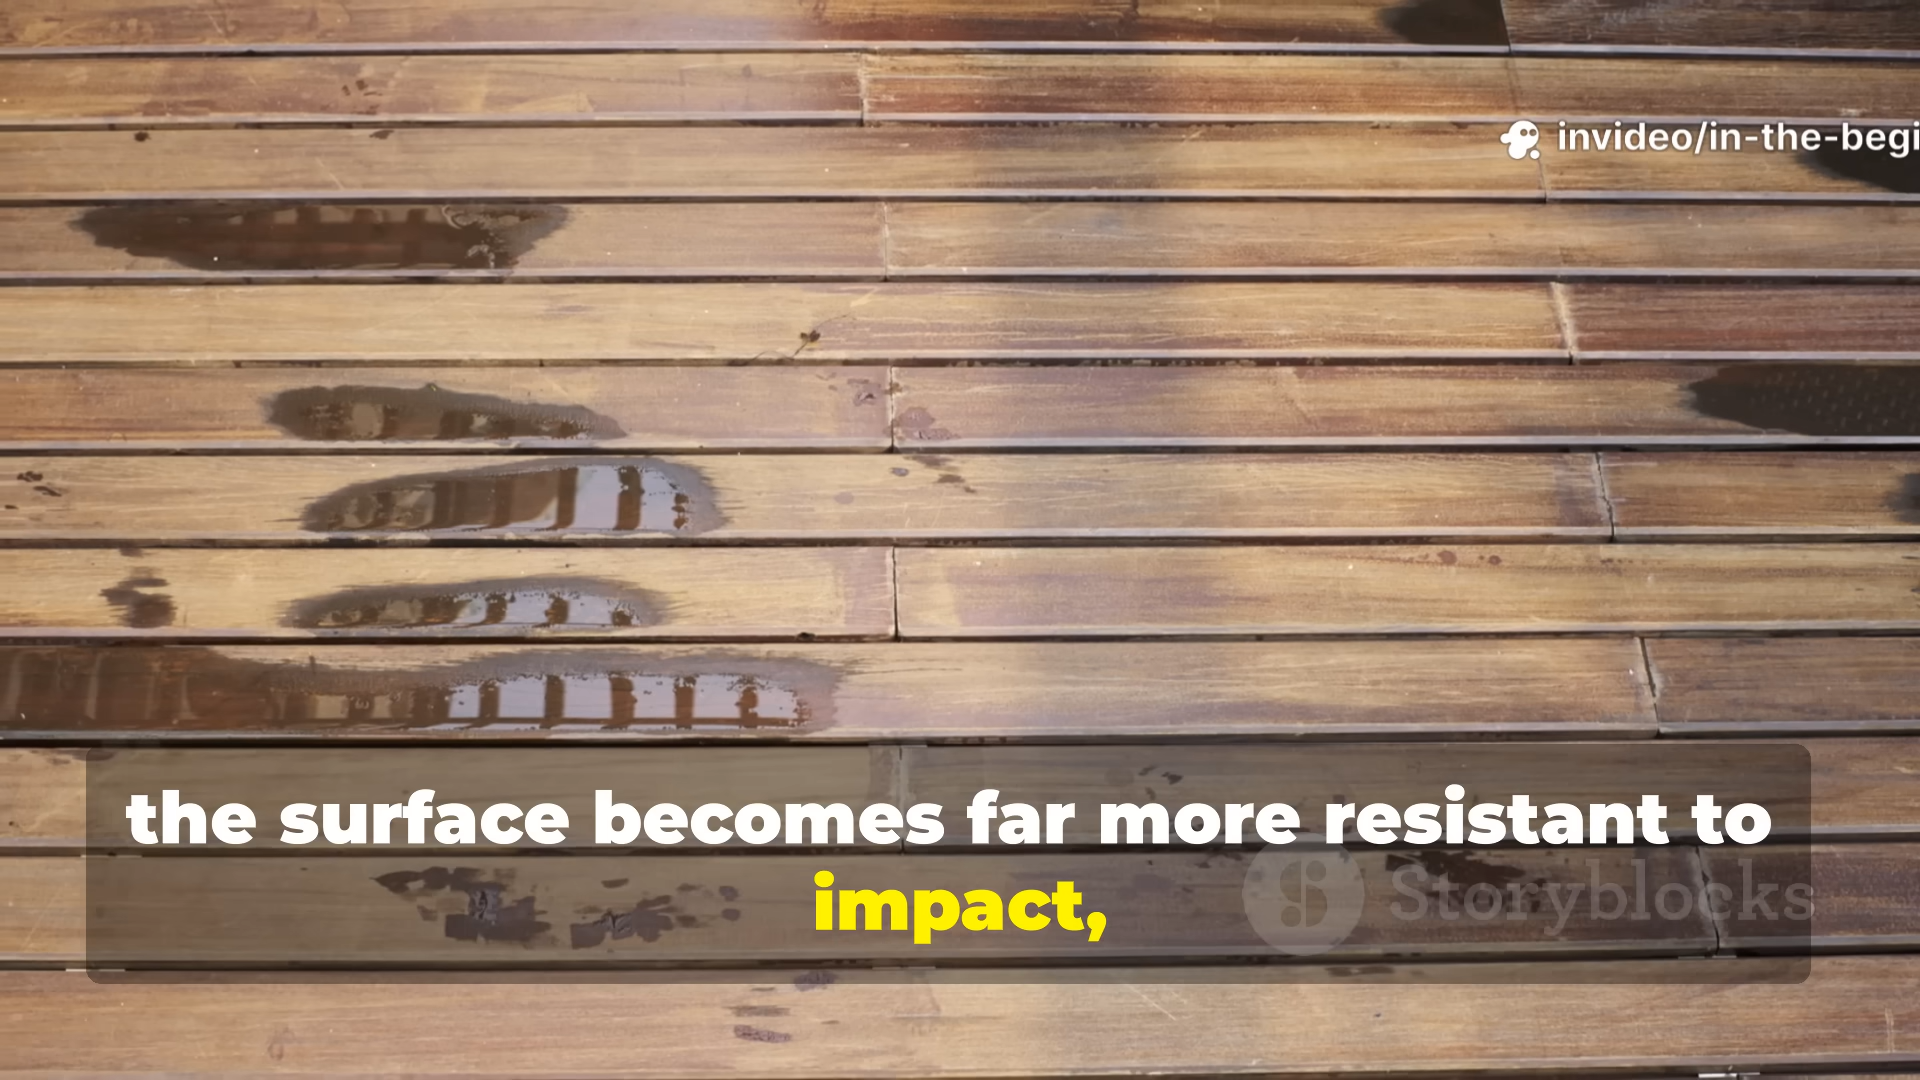 invideo/in-the-begi
the surface becomes far more resistant to
impact,
Storyblocks